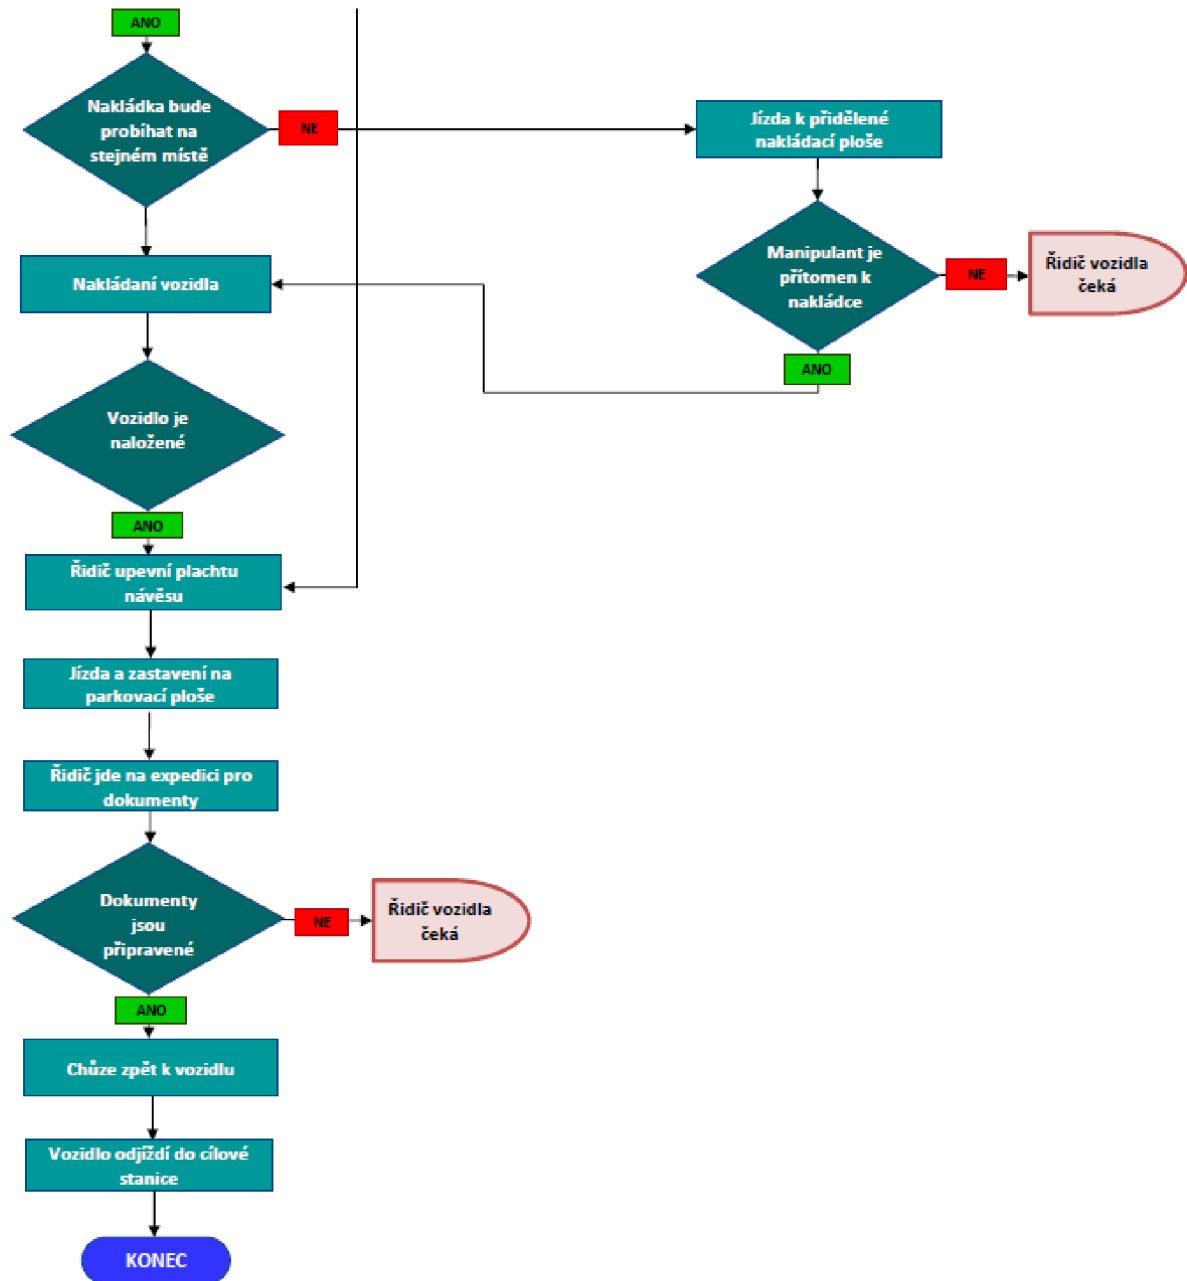 ANO
Nakládka bude
probíhat na
stejném místě
NE
Jízda k přidělené
nakládací ploše
Manipulant je
přítomen k
nakládce
NE
Řidič vozidla
čeká
ANO
Nakládaní vozidla
Vozidlo je
naložené
ANO
Řidič upevní plachtu
návěsu
Jízda a zastavení na
parkovací ploše
Řidič jde na expedici pro
dokumenty
Dokumenty
jsou
připravené
NE
Řidič vozidla
čeká
ANO
Chůze zpět k vozidlu
Vozidlo odjíždí do cílové
stanice
KONEC